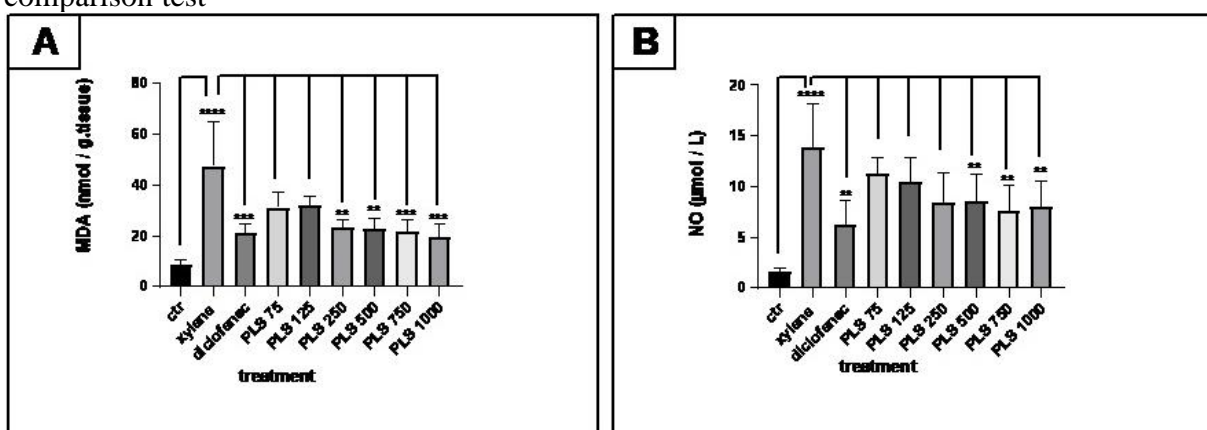 comparison test
A
MDA (nmol / g.tissue)
80
60
40
20
0
****
***
**
**
***
***
ctr
xylene
diclofenac
PLS 75
PLS 125
PLS 250
PLS 500
PLS 750
PLS 1000
treatment
B
NO (µmol / L)
20
15
10
5
0
****
**
**
**
**
ctr
xylene
diclofenac
PLS 75
PLS 125
PLS 250
PLS 500
PLS 750
PLS 1000
treatment